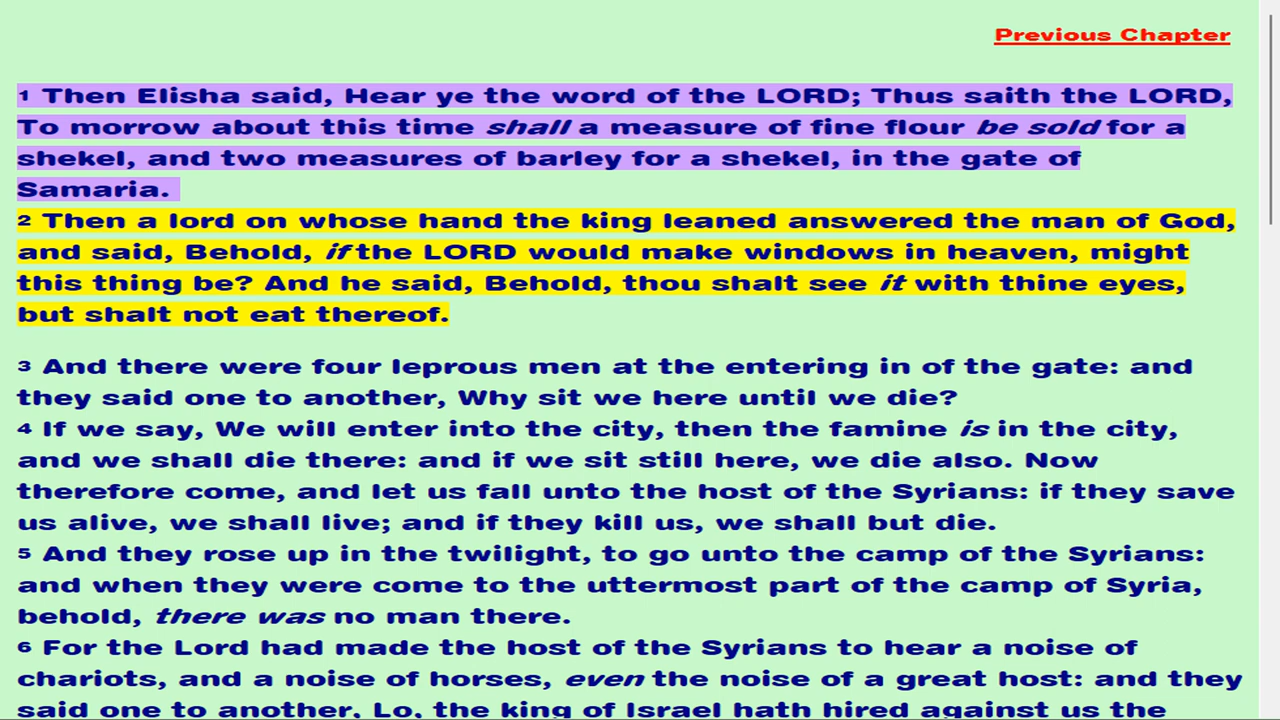 Previous Chapter
1 Then Elisha said, Hear ye the word of the LORD; Thus saith the LORD,
To morrow about this time shall a measure of fine flour be sold for a
shekel, and two measures of barley for a shekel, in the gate of
Samaria.
2 Then a lord on whose hand the king leaned answered the man of God,
and said, Behold, if the LORD would make windows in heaven, might
this thing be? And he said, Behold, thou shalt see it with thine eyes,
but shalt not eat thereof.
3 And there were four leprous men at the entering in of the gate: and
they said one to another, Why sit we here until we die?
4 If we say, We will enter into the city, then the famine is in the city,
and we shall die there: and if we sit still here, we die also. Now
therefore come, and let us fall unto the host of the Syrians: if they save
us alive, we shall live; and if they kill us, we shall but die.
5 And they rose up in the twilight, to go unto the camp of the Syrians:
and when they were come to the uttermost part of the camp of Syria,
behold, there was no man there.
6 For the Lord had made the host of the Syrians to hear a noise of
chariots, and a noise of horses, even the noise of a great host: and they
said one to another, Lo, the king of Israel hath hired against us the